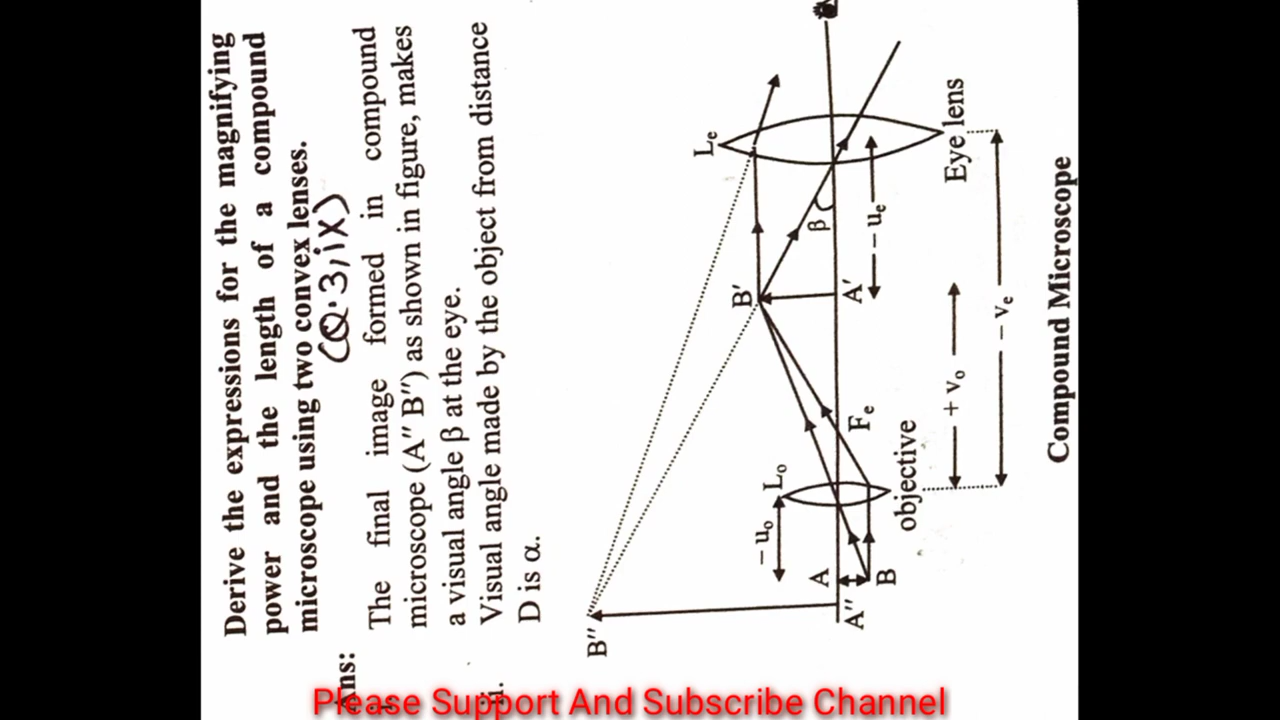 Derive the expressions for the magnifying
power and the length of a compound
microscope using two convex lenses.
(Q.3, ix)
Ans:
i. The final image formed in compound
microscope (A″ B″) as shown in figure, makes
a visual angle β at the eye.
ii. Visual angle made by the object from distance
D is α.
B″
A″
A
B
– u₀
L₀
objective
Fₑ
B′
A′
β
– uₑ
Lₑ
Eye lens
+ v₀
– vₑ
Compound Microscope
Please Support And Subscribe Channel